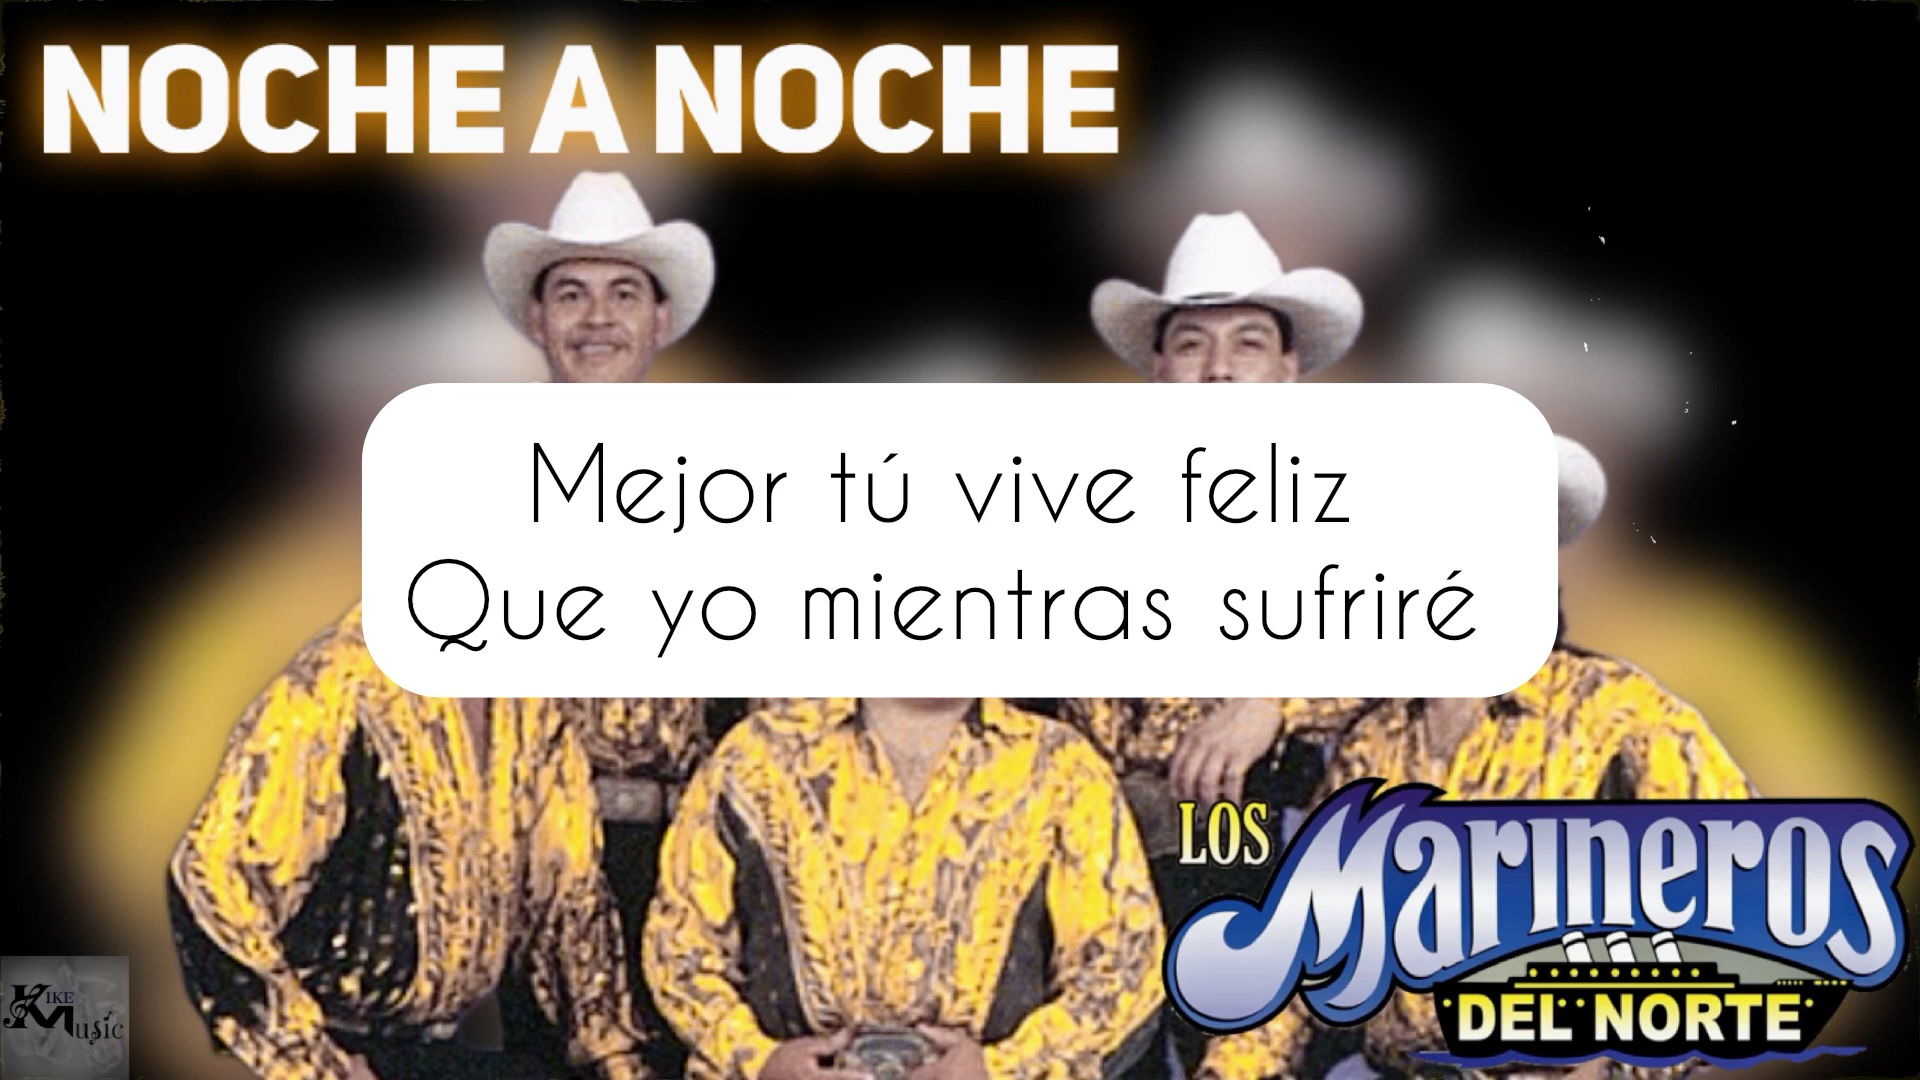 NOCHE A NOCHE
Mejor tú vive feliz
Que yo mientras sufriré
LOS Marineros
DEL NORTE
KIKE
Music